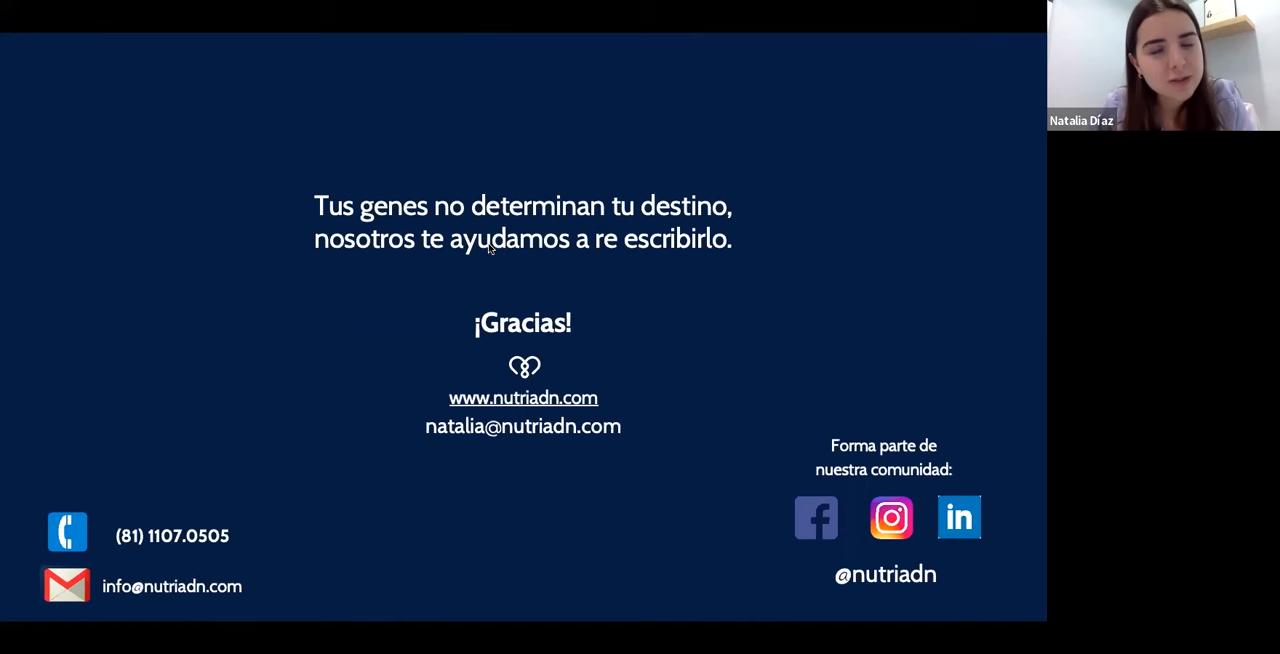 Natalia Díaz
Tus genes no determinan tu destino,
nosotros te ayudamos a re escribirlo.
¡Gracias!
www.nutriadn.com
natalia@nutriadn.com
Forma parte de
nuestra comunidad:
@nutriadn
(81) 1107.0505
info@nutriadn.com